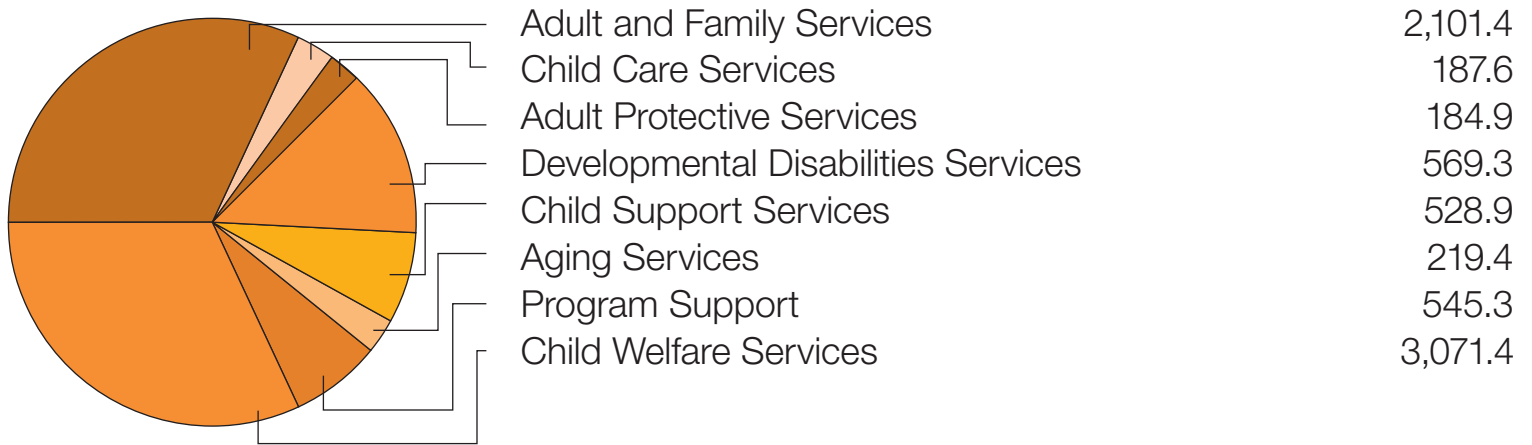 Adult and Family Services 2,101.4
Child Care Services 187.6
Adult Protective Services 184.9
Developmental Disabilities Services 569.3
Child Support Services 528.9
Aging Services 219.4
Program Support 545.3
Child Welfare Services 3,071.4